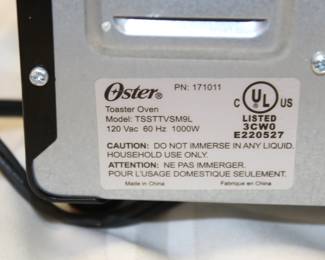 Oster® PN: 171011
Toaster Oven
Model: TSSTTVSM9L
120 Vac 60 Hz 1000W
C UL® US
LISTED
3CW0
E220527
CAUTION: DO NOT IMMERSE IN ANY LIQUID.
HOUSEHOLD USE ONLY.
ATTENTION: NE PAS IMMERGER.
POUR L'USAGE DOMESTIQUE SEULEMENT.
Made in China Fabrique en China